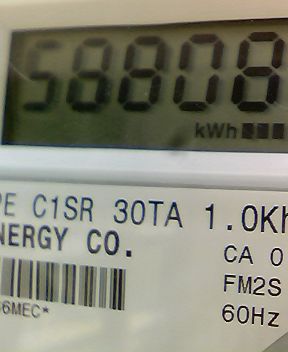 58808
kWh
PE C1SR 30TA 1.0Kh
NERGY CO.
CA 0
FM2S
60Hz
6MEC*